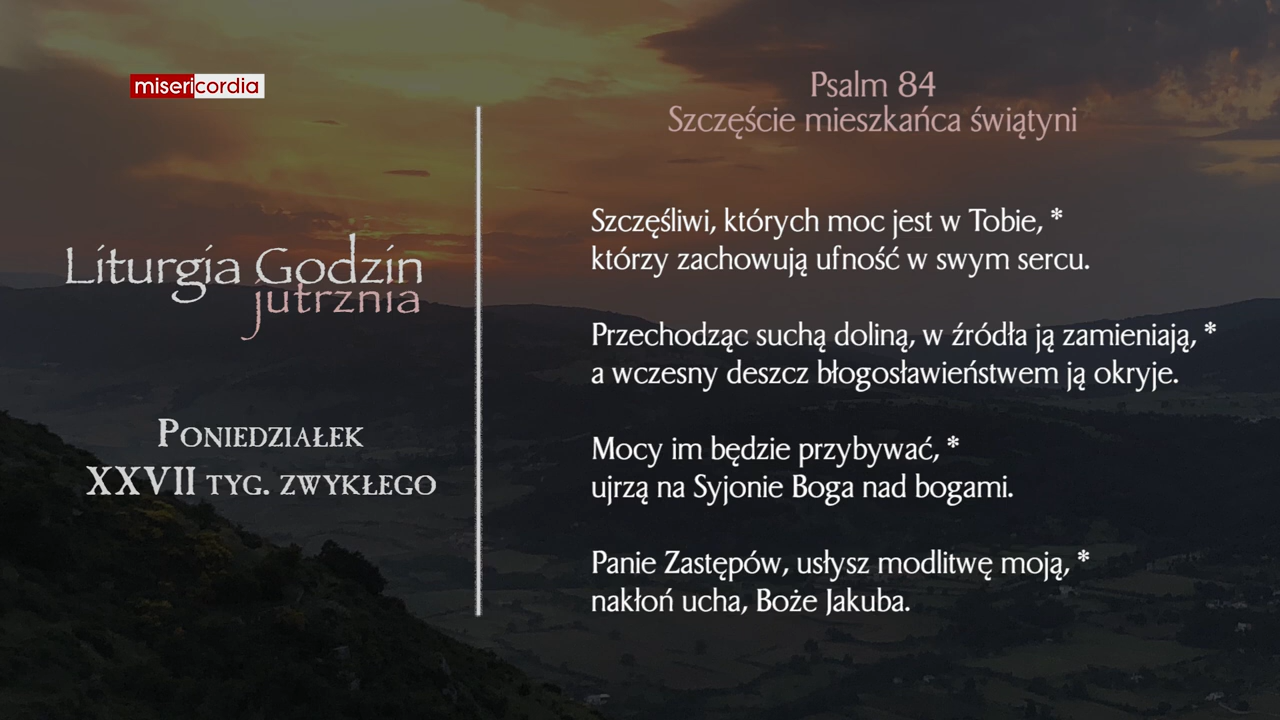 misericordia
Liturgia Godzin
jutrznia
Poniedziałek
XXVII tyg. zwykłego
Psalm 84
Szczęście mieszkańca świątyni
Szczęśliwi, których moc jest w Tobie, *
którzy zachowują ufność w swym sercu.
Przechodząc suchą doliną, w źródła ją zamieniają, *
a wczesny deszcz błogosławieństwem ją okryje.
Mocy im będzie przybywać, *
ujrzą na Syjonie Boga nad bogami.
Panie Zastępów, usłysz modlitwę moją, *
nakłoń ucha, Boże Jakuba.